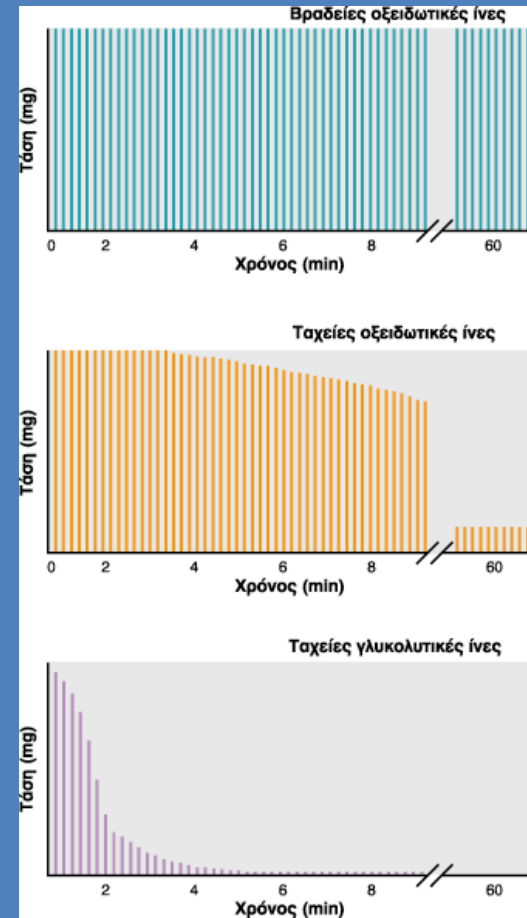 Βραδείες οξειδωτικές ίνες
Τάση (mg)
0 2 4 6 8 60
Χρόνος (min)
Ταχείες οξειδωτικές ίνες
Τάση (mg)
0 2 4 6 8 60
Χρόνος (min)
Ταχείες γλυκολυτικές ίνες
Τάση (mg)
2 4 6 8 60
Χρόνος (min)